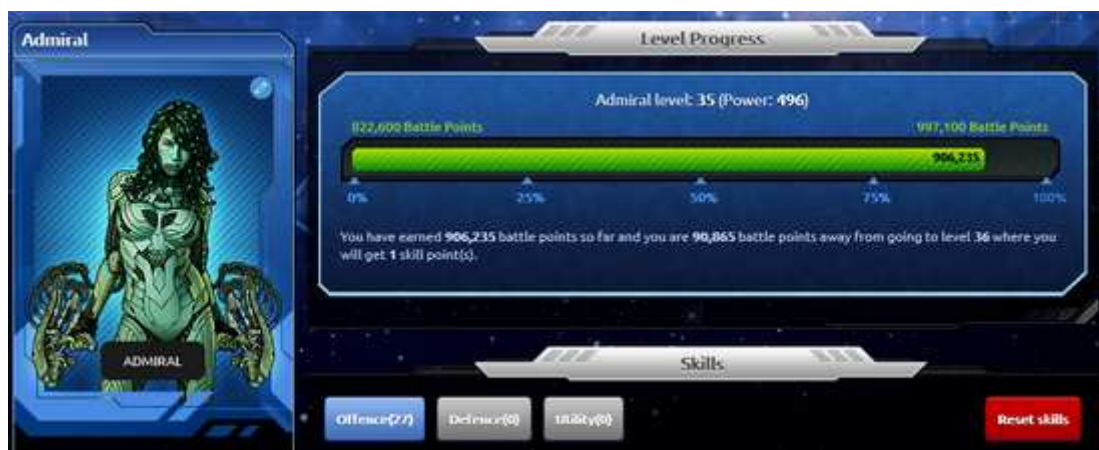 Admiral
Level Progress
Admiral level: 35 (Power: 496)
822,600 Battle Points
997,100 Battle Points
906,235
0%
25%
50%
75%
100%
You have earned 906,235 battle points so far and you are 90,865 battle points away from going to level 36 where you
will get 1 skill point(s).
ADMIRAL
Skills
Offence(27)
Defence(0)
Utility(0)
Reset skills